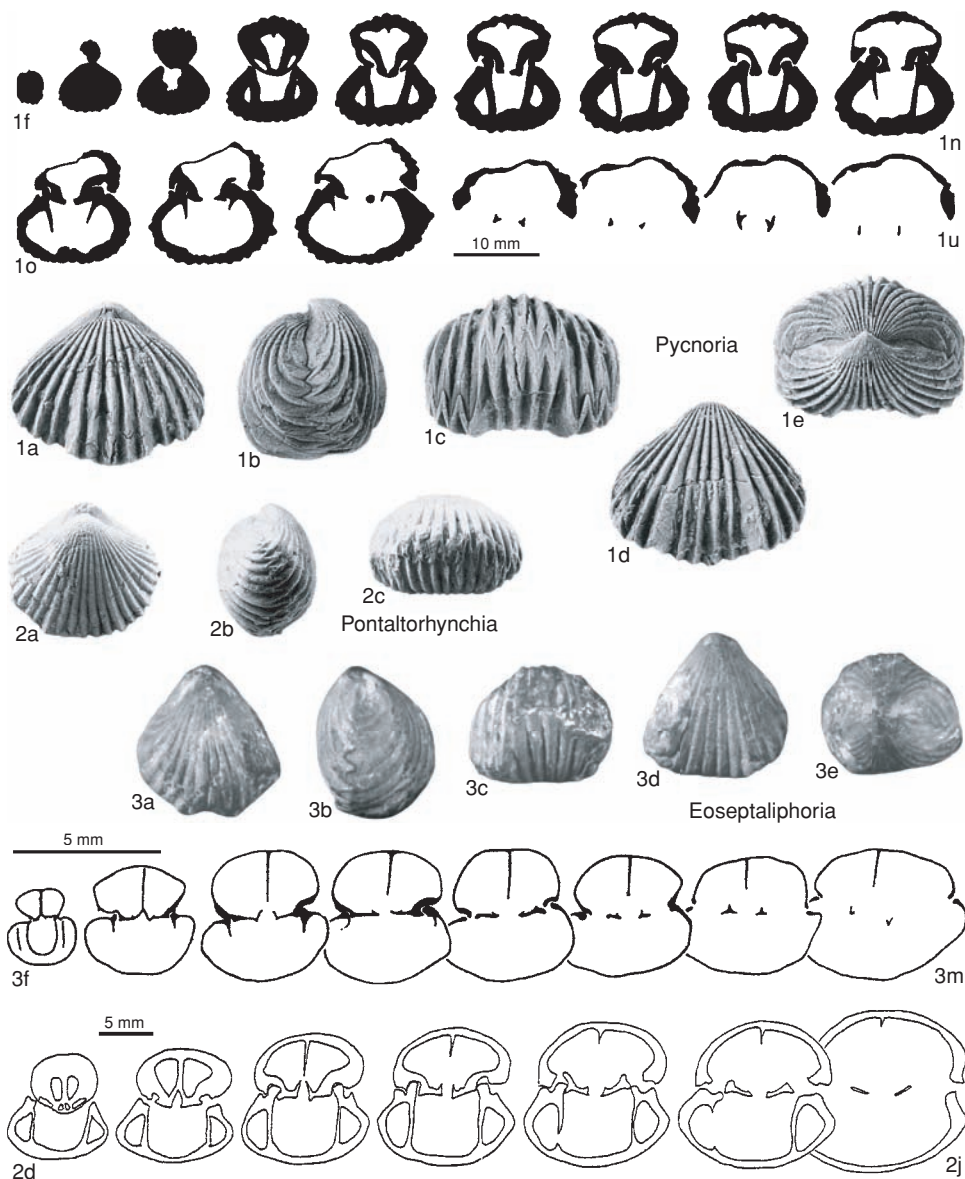 1f
1n
1o
10 mm
1u
1a
1b
1c
Pycnoria
1e
1d
2a
2b
2c
Pontaltorhynchia
3a
3b
3c
3d
3e
Eoseptaliphoria
5 mm
3f
3m
5 mm
2d
2j